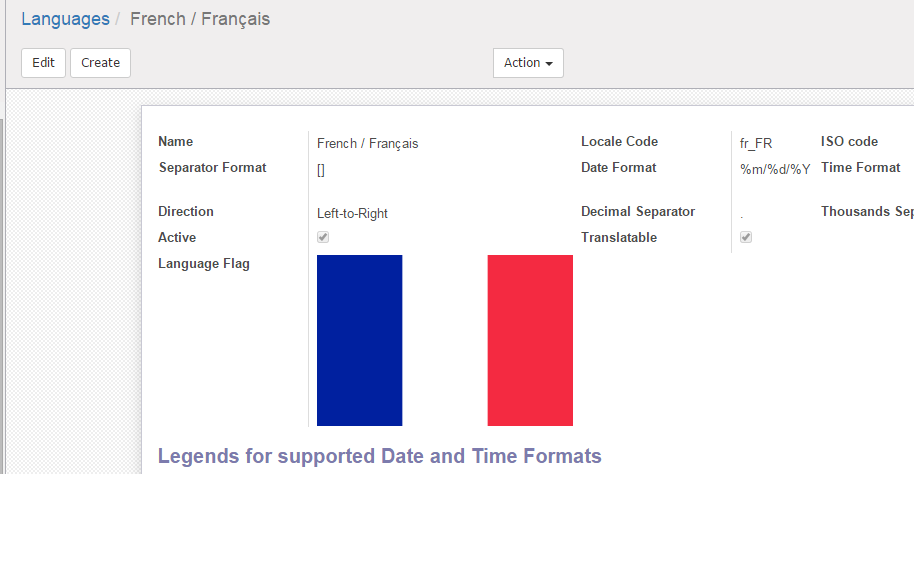 Languages / French / Français
Edit Create Action
Name French / Français Locale Code fr_FR ISO code
Separator Format [] Date Format %m/%d/%Y Time Format
Direction Left-to-Right Decimal Separator . Thousands
Active Translatable
Language Flag
Legends for supported Date and Time Formats